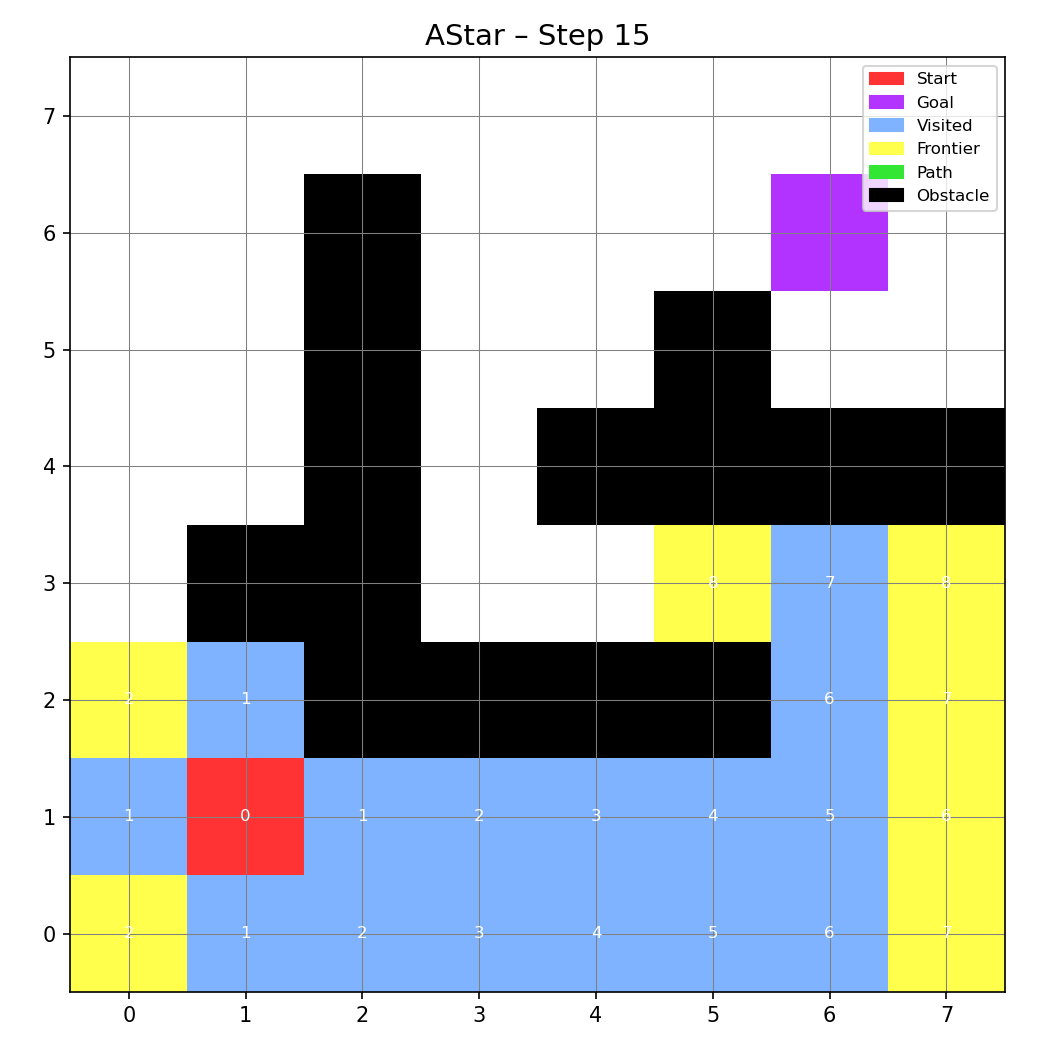 AStar – Step 15
Start
Goal
Visited
Frontier
Path
Obstacle
7
6
5
4
3 8 7 8
2 2 1 6 7
1 1 0 1 2 3 4 5 6
0 2 1 2 3 4 5 6 7
0 1 2 3 4 5 6 7